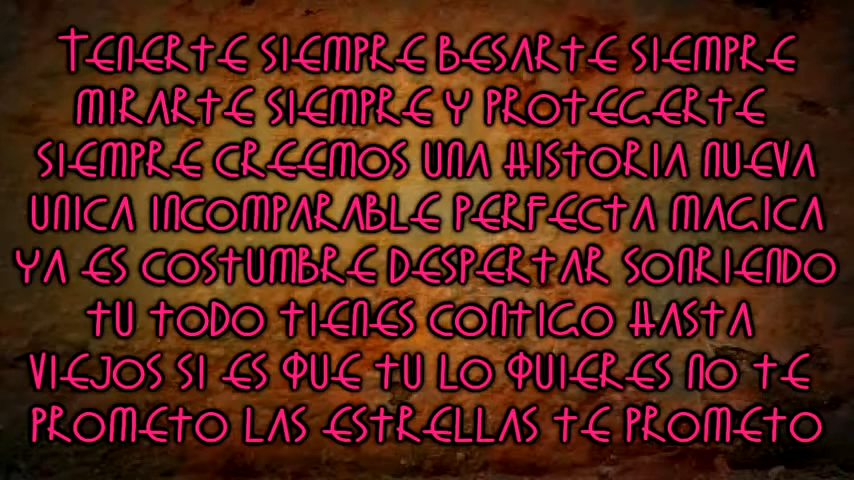 Tenerte siempre besarte siempre
mirarte siempre y protegerte
siempre creemos una historia nueva
unica incomparable perfecta magica
ya es costumbre despertar sonriendo
tu todo tienes contigo hasta
viejos si es que tu lo quieres no te
prometo las estrellas te prometo